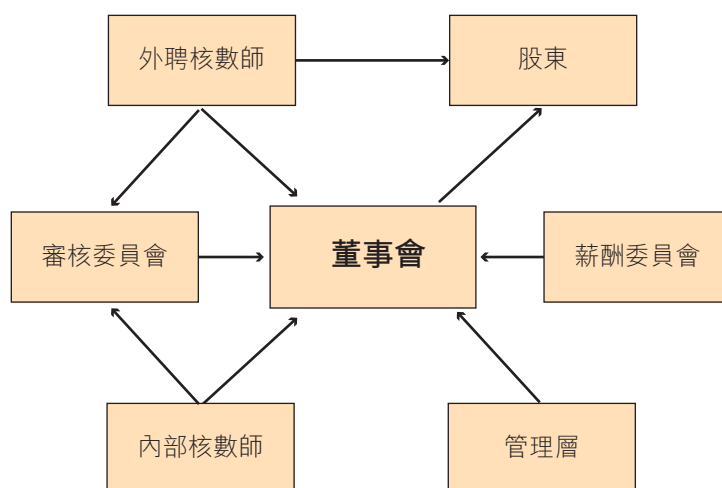 外聘核數師
股東
審核委員會
董事會
薪酬委員會
內部核數師
管理層